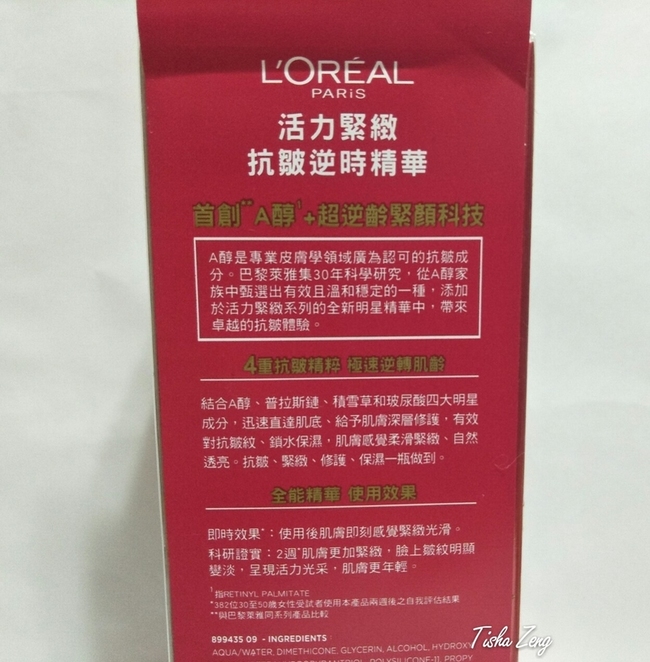 L'ORÉAL
PARiS
活力緊緻
抗皺逆時精華
首創**A醇¹+超逆齡緊顏科技
A醇是專業皮膚學領域廣為認可的抗皺成
分。巴黎萊雅集30年科學研究，從A醇家
族中甄選出有效且溫和穩定的一種，添加
於活力緊緻系列的全新明星精華中，帶來
卓越的抗皺體驗。
4重抗皺精粹 極速逆轉肌齡
結合A醇、普拉斯鏈、積雪草和玻尿酸四大明星
成分，迅速直達肌底、給予肌膚深層修護，有效
對抗皺紋、鎖水保濕，肌膚感覺柔滑緊緻、自然
透亮。抗皺、緊緻、修護、保濕一瓶做到。
全能精華 使用效果
即時效果*：使用後肌膚即刻感覺緊緻光滑。
科研證實：2週*肌膚更加緊緻，臉上皺紋明顯
變淡，呈現活力光采，肌膚更年輕。
¹指RETINYL PALMITATE
*382位30至50歲女性受試者使用本產品兩週後之自我評估結果
**與巴黎萊雅同系列產品比較
899435 09 - INGREDIENTS :
AQUA/WATER, DIMETHICONE, GLYCERIN, ALCOHOL, HYDROXY
POLYSILICONE-11, PROPY
Tisha Zeng